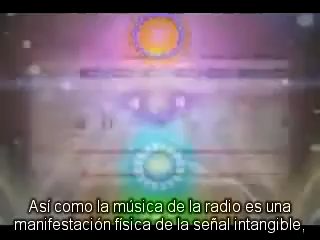 Así como la música de la radio es una
manifestación física de la señal intangible,